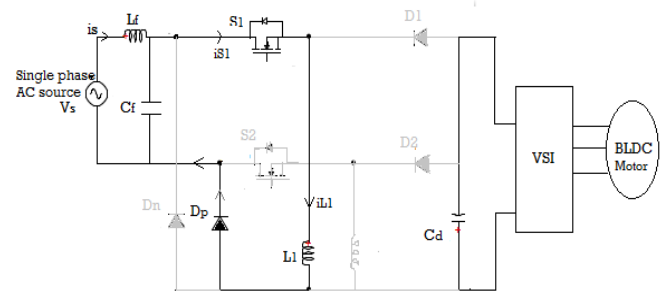 Lf
S1
D1
is
iS1
Single phase
AC source
Vs
Cf
S2
D2
VSI
BLDC
Motor
Dn
Dp
iL1
L1
Cd